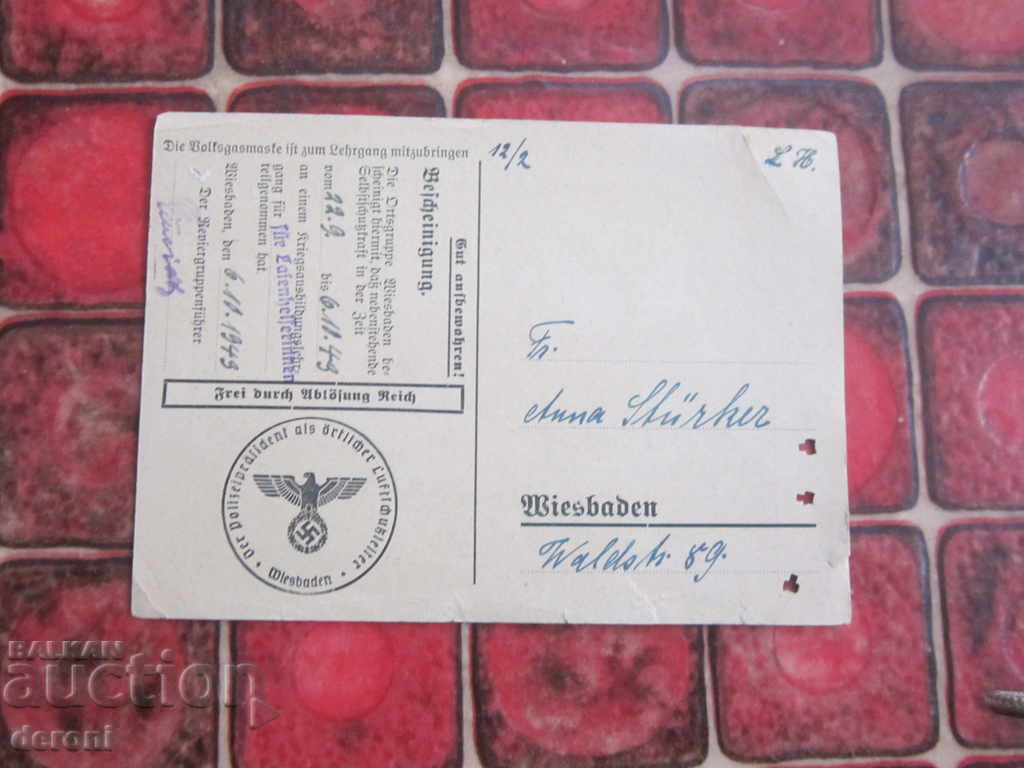 Die Volksgasmaske ist zum Lehrgang mitzubringen
Gut aufbewahren!
Bescheinigung.
Die Ortsgruppe Wiesbaden be-
scheinigt hiermit, daß nebenstehende
Selbstschutzkraft in der Zeit
vom 22.9. bis 6.11.43
an einem Kriegsausbildungslehr-
gang für Laienhelferinnen
teilgenommen hat.
Wiesbaden, den 6.11.1943
Der Reviergruppenführer
Frei durch Ablösung Reich
Der Polizeipräsident als örtlicher Luftschutzleiter
Wiesbaden
12/2
L H.
Fr.
Anna Stürker
Wiesbaden
Waldstr. 89.
BALKAN
auction
deroni